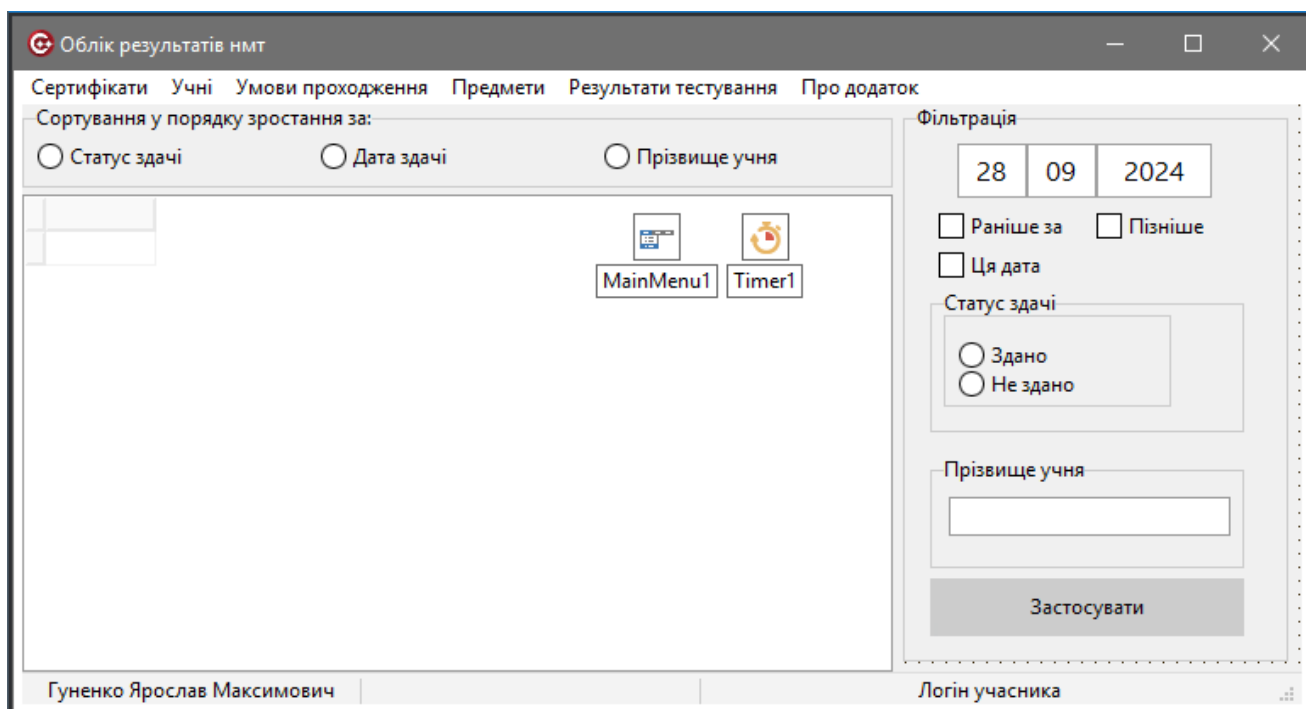 Облік результатів нмт
Сертифікати Учні Умови проходження Предмети Результати тестування Про додаток
Сортування у порядку зростання за:
Статус здачі Дата здачі Прізвище учня
MainMenu1 Timer1
Фільтрація
28 09 2024
Раніше за Пізніше
Ця дата
Статус здачі
Здано
Не здано
Прізвище учня
Застосувати
Гуненко Ярослав Максимович Логін учасника